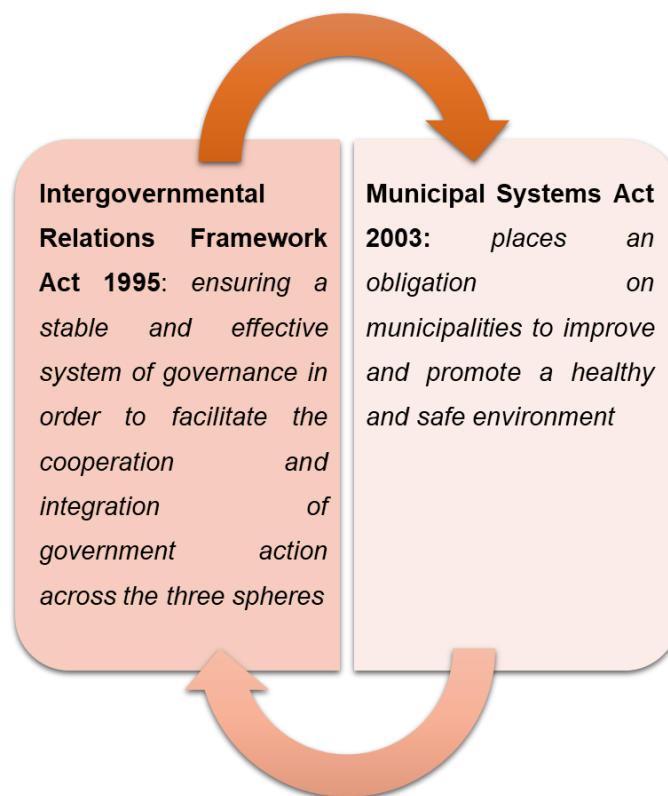 Intergovernmental
Relations Framework
Act 1995: ensuring a
stable and effective
system of governance in
order to facilitate the
cooperation and
integration of
government action
across the three spheres
Municipal Systems Act
2003: places an
obligation on
municipalities to improve
and promote a healthy
and safe environment